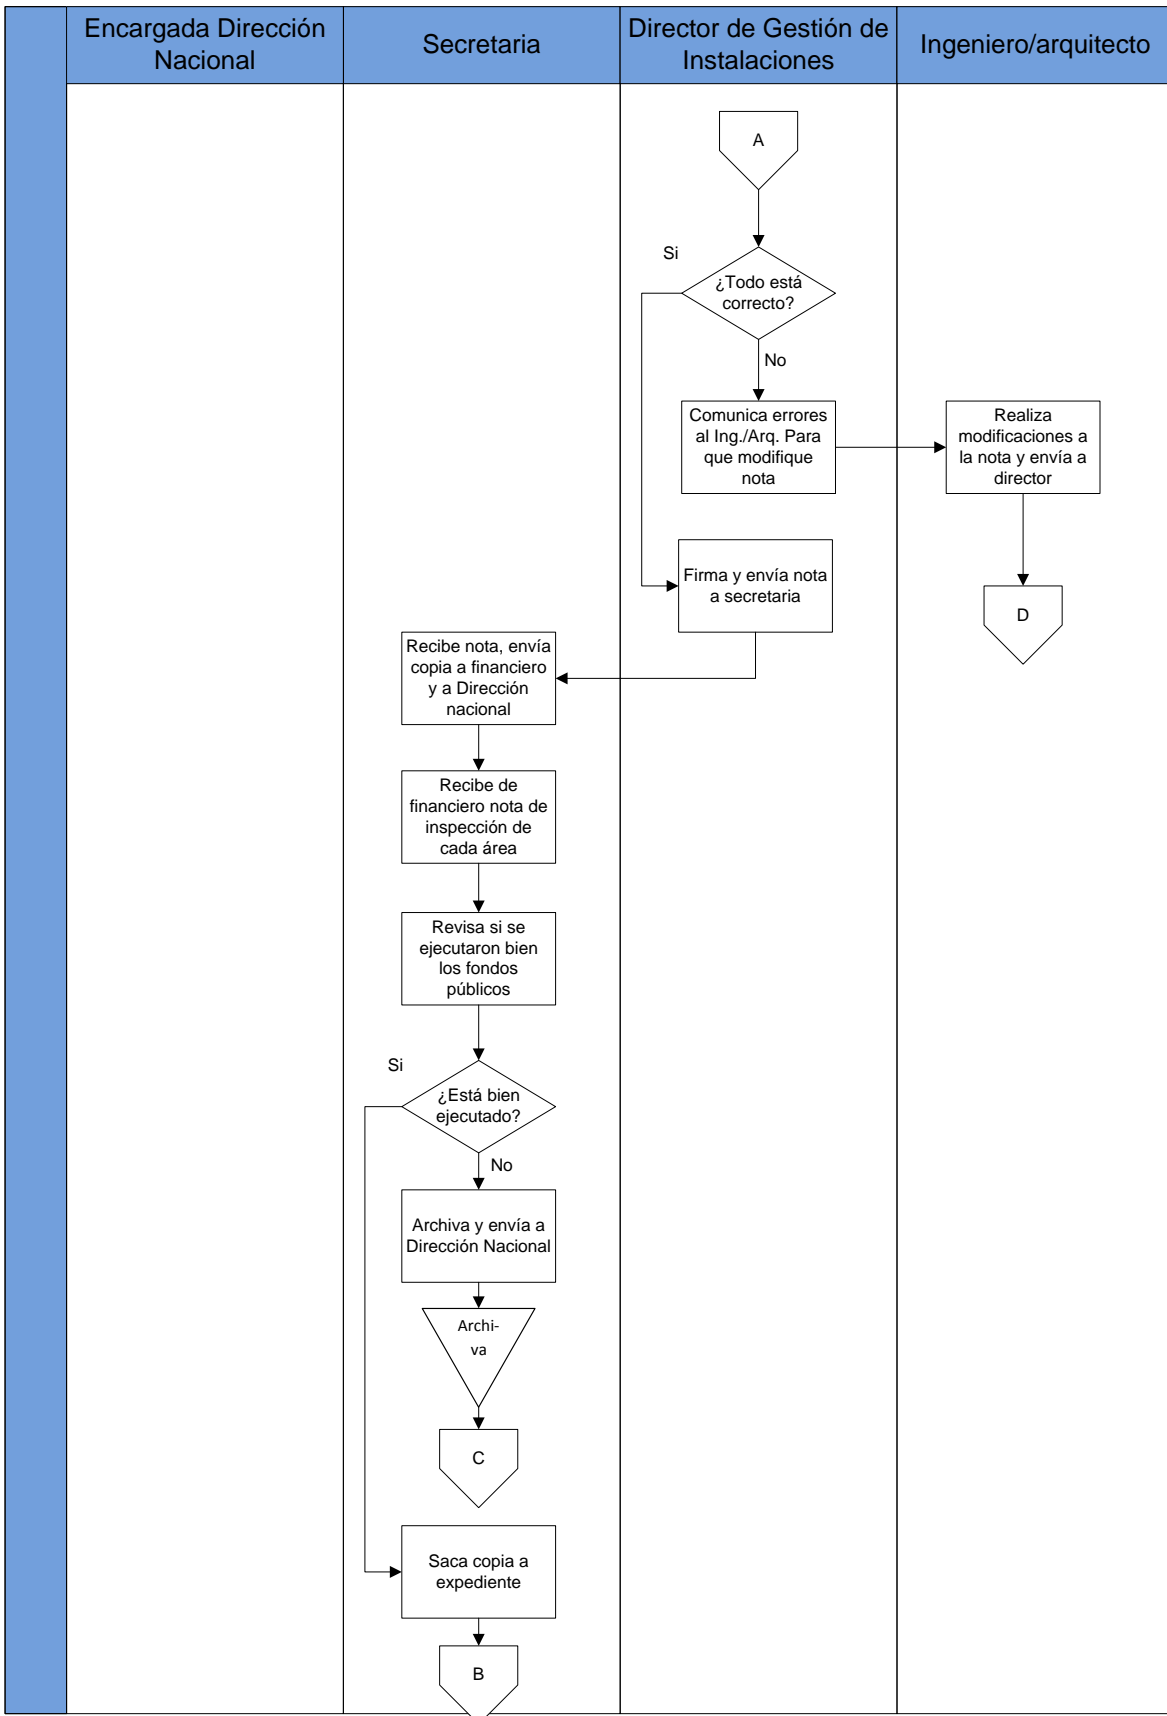 Encargada Dirección
Nacional
Secretaria
Director de Gestión de
Instalaciones
Ingeniero/arquitecto
A
Si
¿Todo está
correcto?
No
Comunica errores
al Ing./Arq. Para
que modifique
nota
Realiza
modificaciones a
la nota y envía a
director
Firma y envía nota
a secretaria
D
Recibe nota, envía
copia a financiero
y a Dirección
nacional
Recibe de
financiero nota de
inspección de
cada área
Revisa si se
ejecutaron bien
los fondos
públicos
Si
¿Está bien
ejecutado?
No
Archiva y envía a
Dirección Nacional
Archi-
va
C
Saca copia a
expediente
B